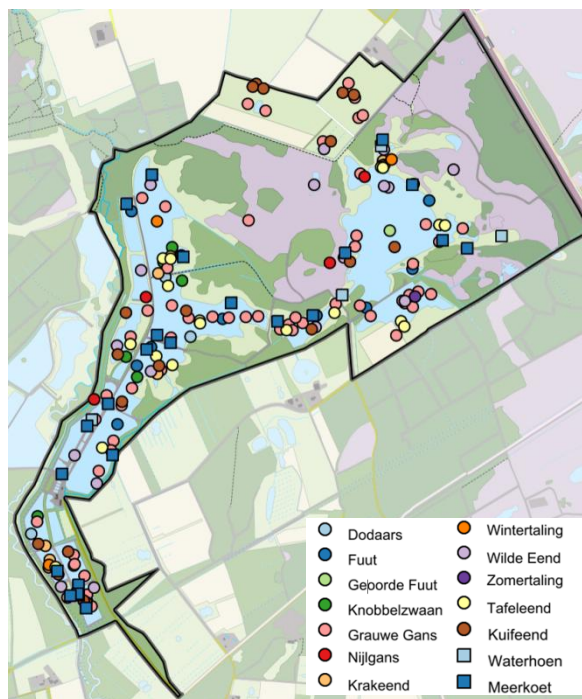 Dodaars
Fuut
Geoorde Fuut
Knobbelzwaan
Grauwe Gans
Nijlgans
Krakeend
Wintertaling
Wilde Eend
Zomertaling
Tafeleend
Kuifeend
Waterhoen
Meerkoet